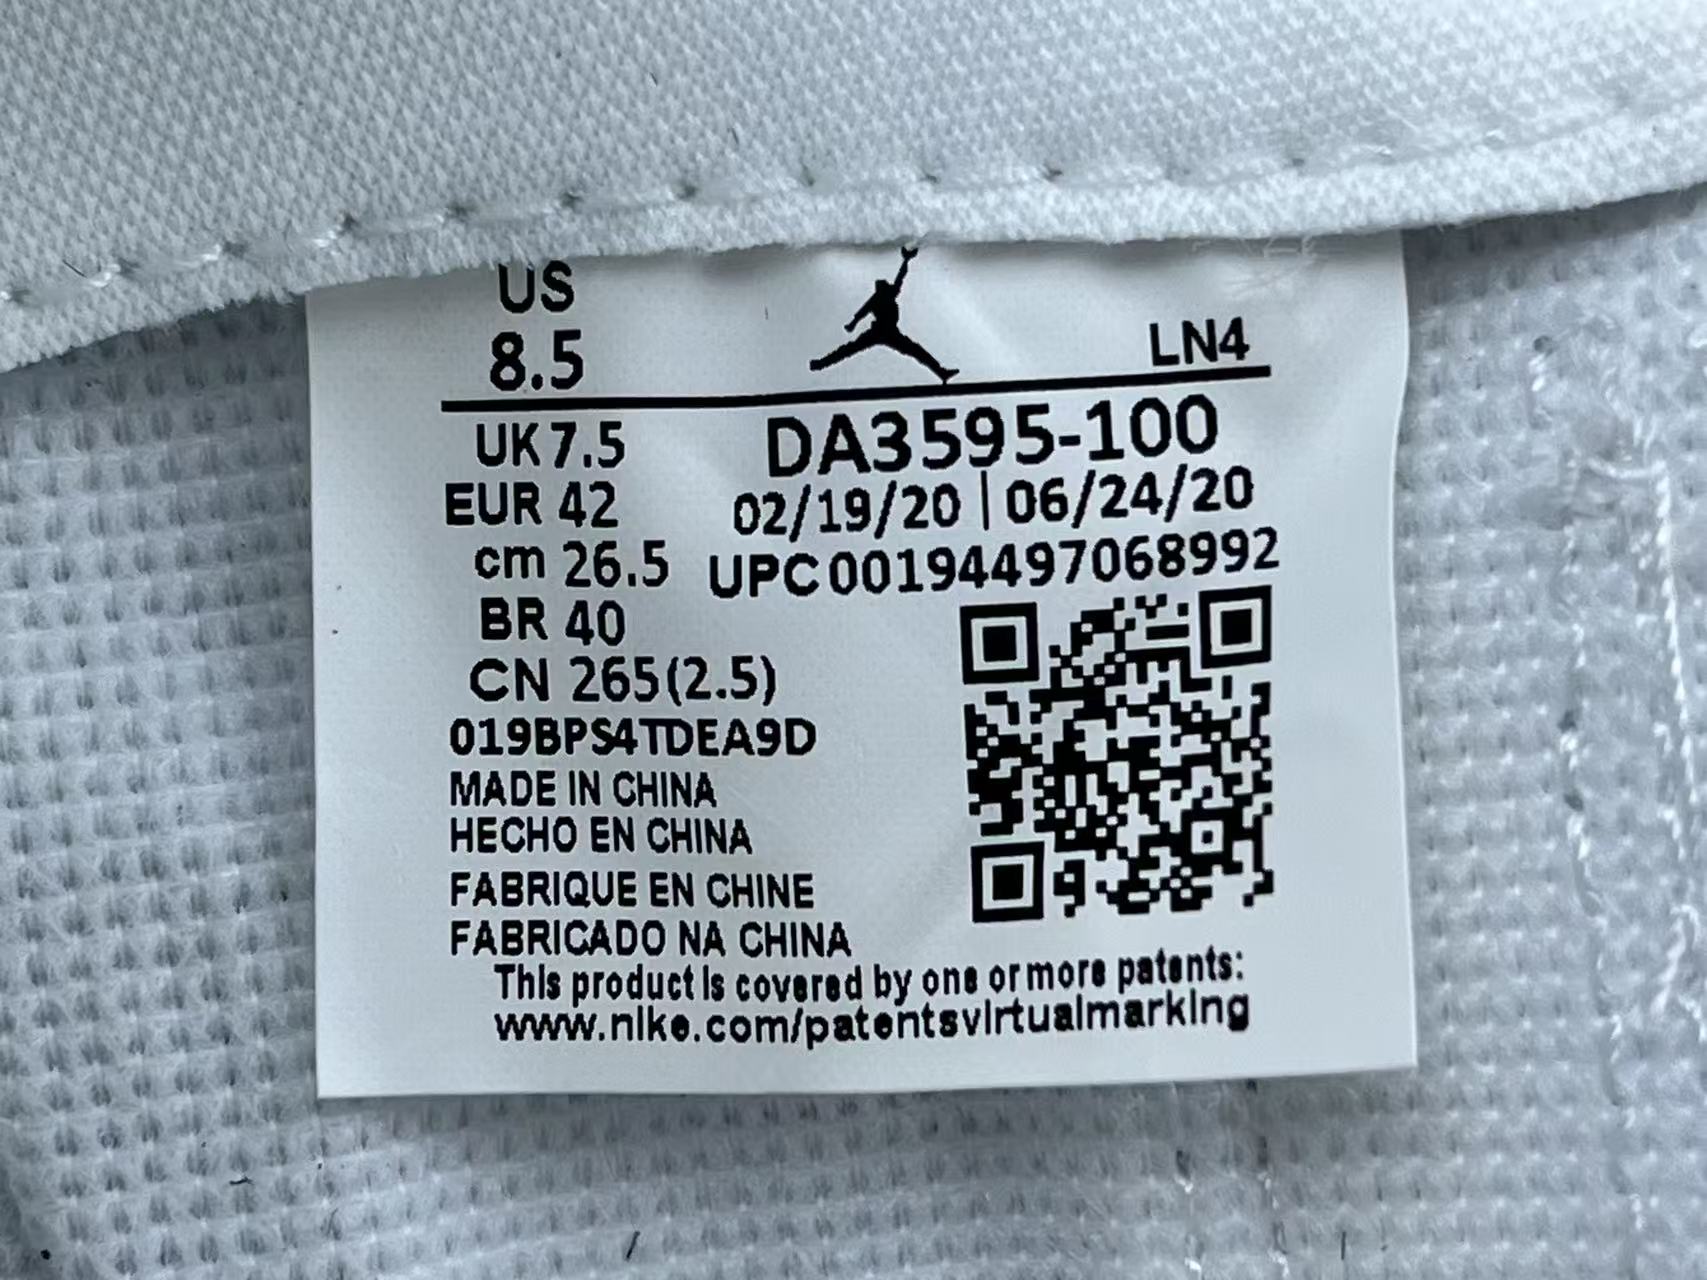 US
8.5
LN4
UK 7.5
DA3595-100
EUR 42
02/19/20 | 06/24/20
cm 26.5
UPC00194497068992
BR 40
CN 265(2.5)
019BPS4TDEA9D
MADE IN CHINA
HECHO EN CHINA
FABRIQUE EN CHINE
FABRICADO NA CHINA
This product is covered by one or more patents:
www.nike.com/patentsvirtualmarking